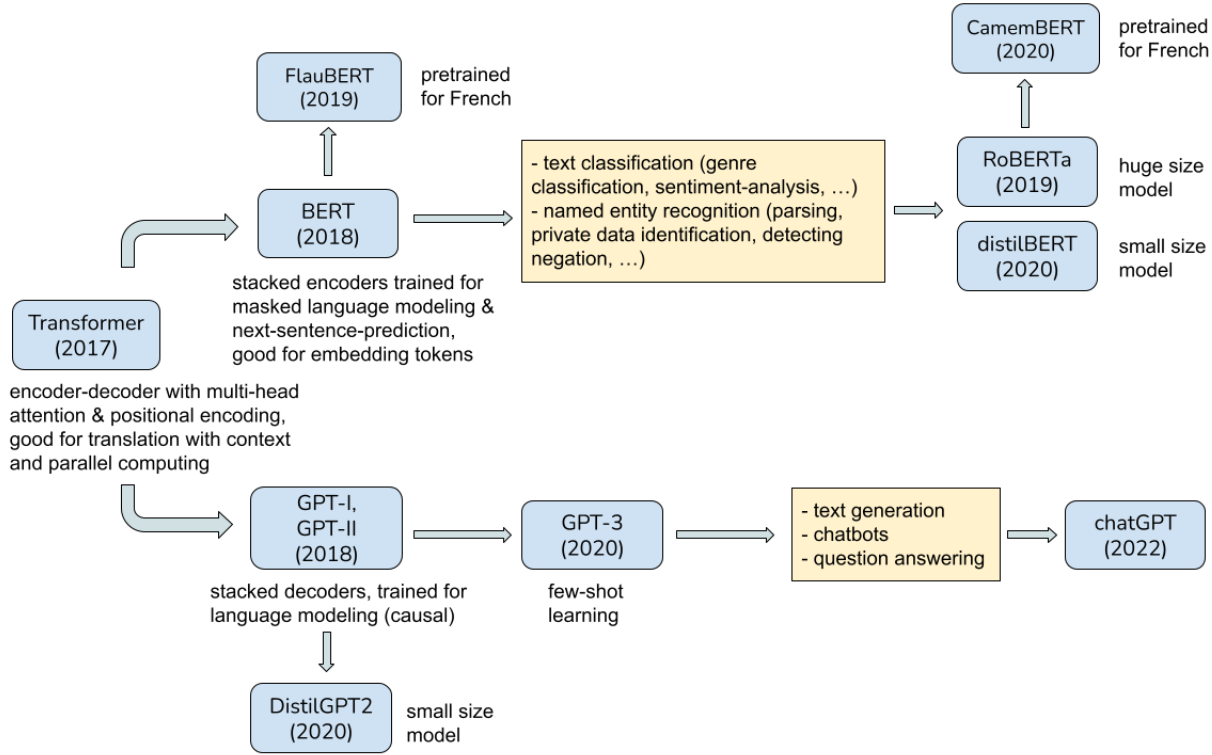 CamemBERT
(2020)
pretrained
for French
FlauBERT
(2019)
pretrained
for French
RoBERTa
(2019)
huge size
model
- text classification (genre
classification, sentiment-analysis, …)
- named entity recognition (parsing,
private data identification, detecting
negation, …)
BERT
(2018)
distilBERT
(2020)
small size
model
stacked encoders trained for
masked language modeling &
next-sentence-prediction,
good for embedding tokens
Transformer
(2017)
encoder-decoder with multi-head
attention & positional encoding,
good for translation with context
and parallel computing
GPT-I,
GPT-II
(2018)
GPT-3
(2020)
- text generation
- chatbots
- question answering
chatGPT
(2022)
stacked decoders, trained for
language modeling (causal)
few-shot
learning
DistilGPT2
(2020)
small size
model